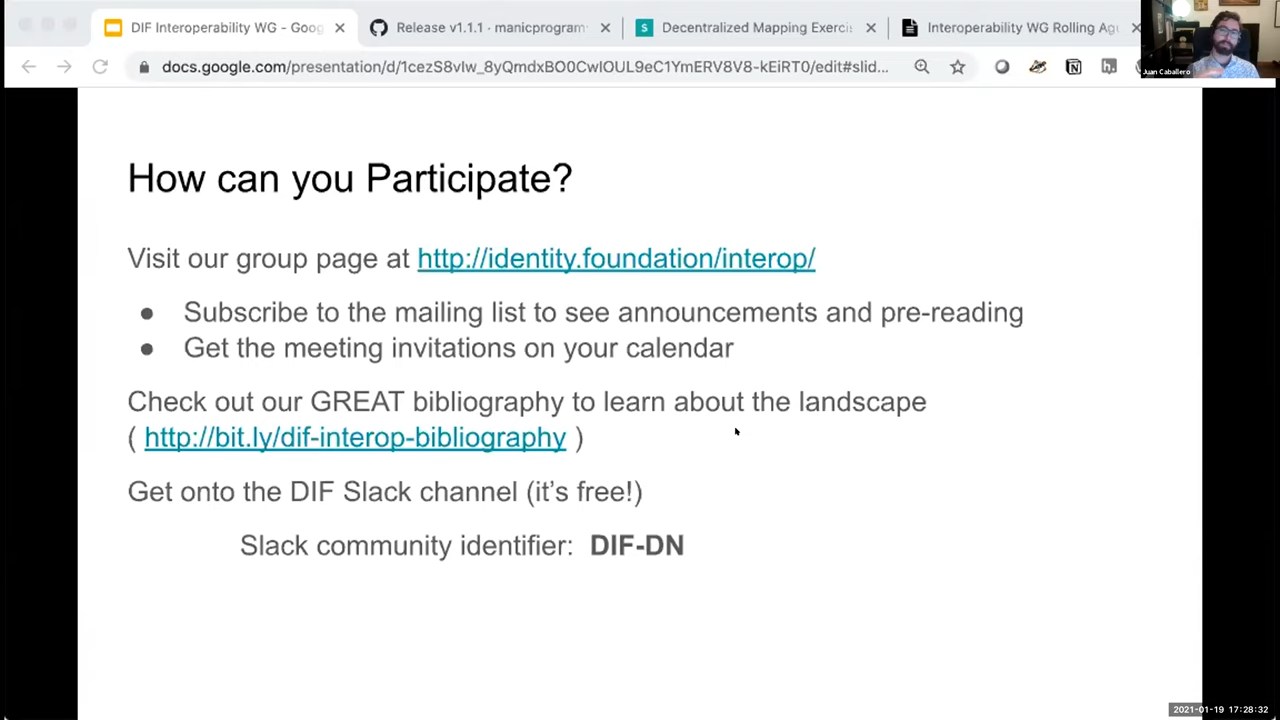 DIF Interoperability WG - Goog
Release v1.1.1 - manicprogram
Decentralized Mapping Exercis
Interoperability WG Rolling Age
docs.google.com/presentation/d/1cezS8vlw_8yQmdxBO0CwIOUL9eC1YmERV8V8-kEiRT0/edit#slid...
Juan Caballero
How can you Participate?
Visit our group page at http://identity.foundation/interop/
● Subscribe to the mailing list to see announcements and pre-reading
● Get the meeting invitations on your calendar
Check out our GREAT bibliography to learn about the landscape
( http://bit.ly/dif-interop-bibliography )
Get onto the DIF Slack channel (it’s free!)
Slack community identifier: DIF-DN
2021-01-19 17:28:32